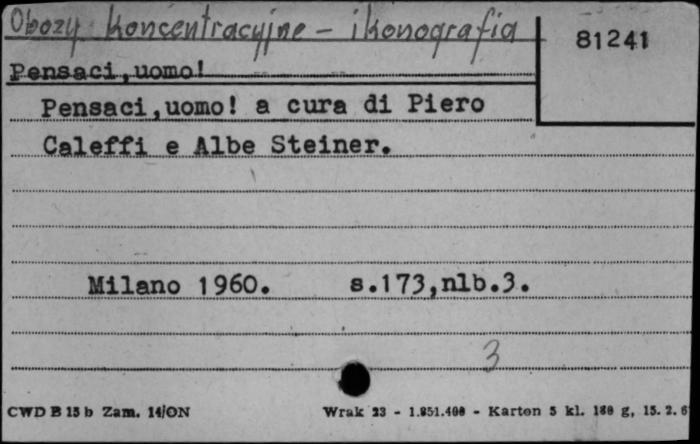 Obozy koncentracyjne - ikonografia
81241
Pensaci,uomo!
Pensaci,uomo! a cura di Piero
Caleffi e Albe Steiner.
Milano 1960. s.173,nlb.3.
3
CWD B 15 b Zam. 14/ON Wrak 23 - 1.951.400 - Karton 5 kl. 180 g, 15. 2. 6